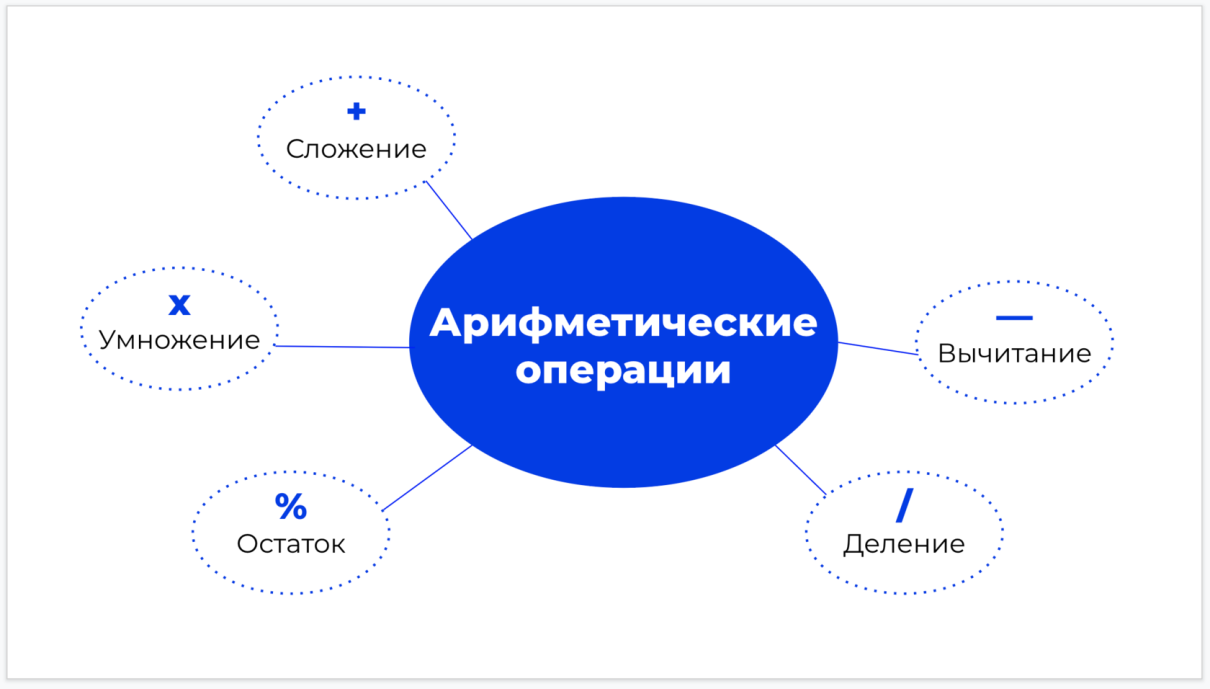 +
Сложение
x
Умножение
Арифметические
операции
—
Вычитание
%
Остаток
/
Деление